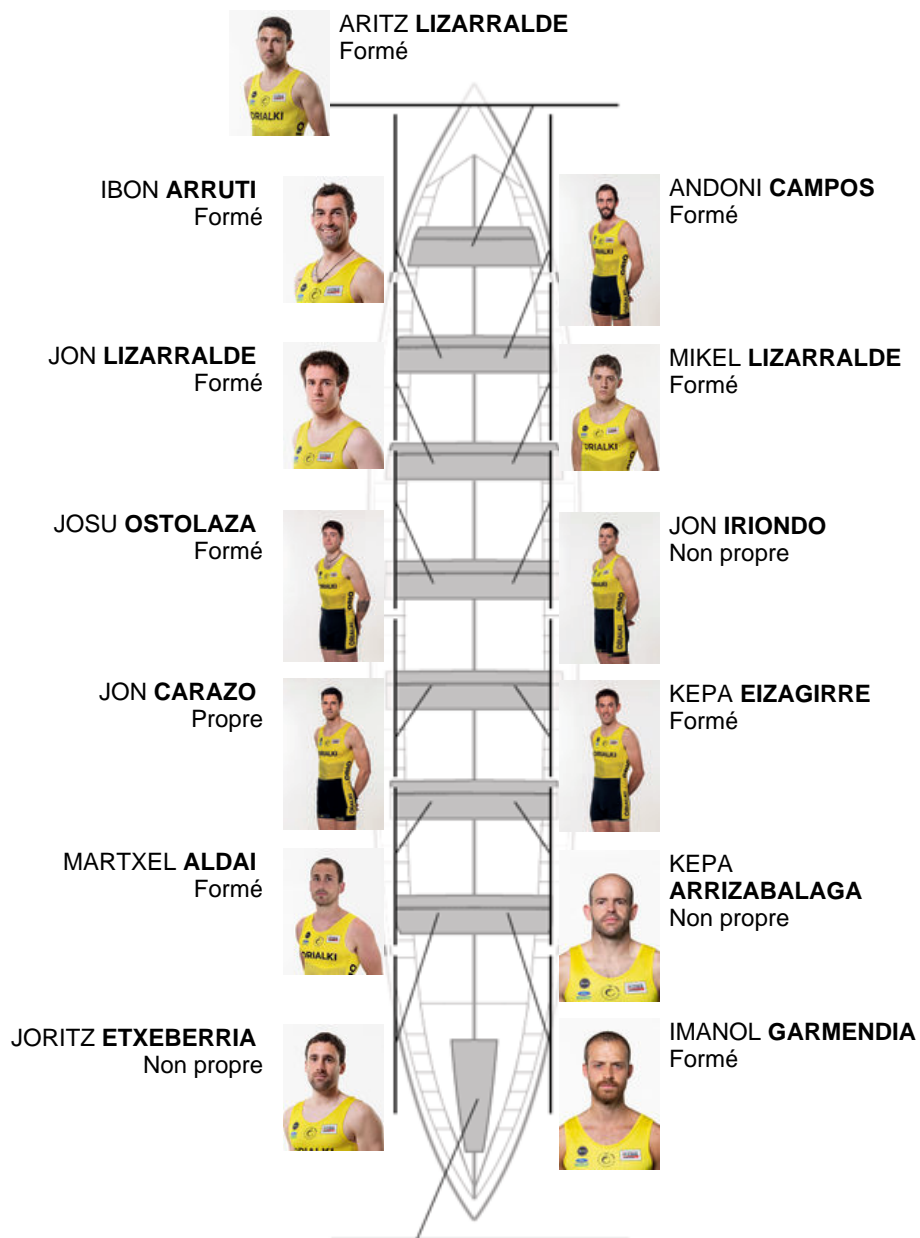 ARITZ LIZARRALDE
Formé
IBON ARRUTI
Formé
ANDONI CAMPOS
Formé
JON LIZARRALDE
Formé
MIKEL LIZARRALDE
Formé
JOSU OSTOLAZA
Formé
JON IRIONDO
Non propre
JON CARAZO
Propre
KEPA EIZAGIRRE
Formé
MARTXEL ALDAI
Formé
KEPA
ARRIZABALAGA
Non propre
JORITZ ETXEBERRIA
Non propre
IMANOL GARMENDIA
Formé